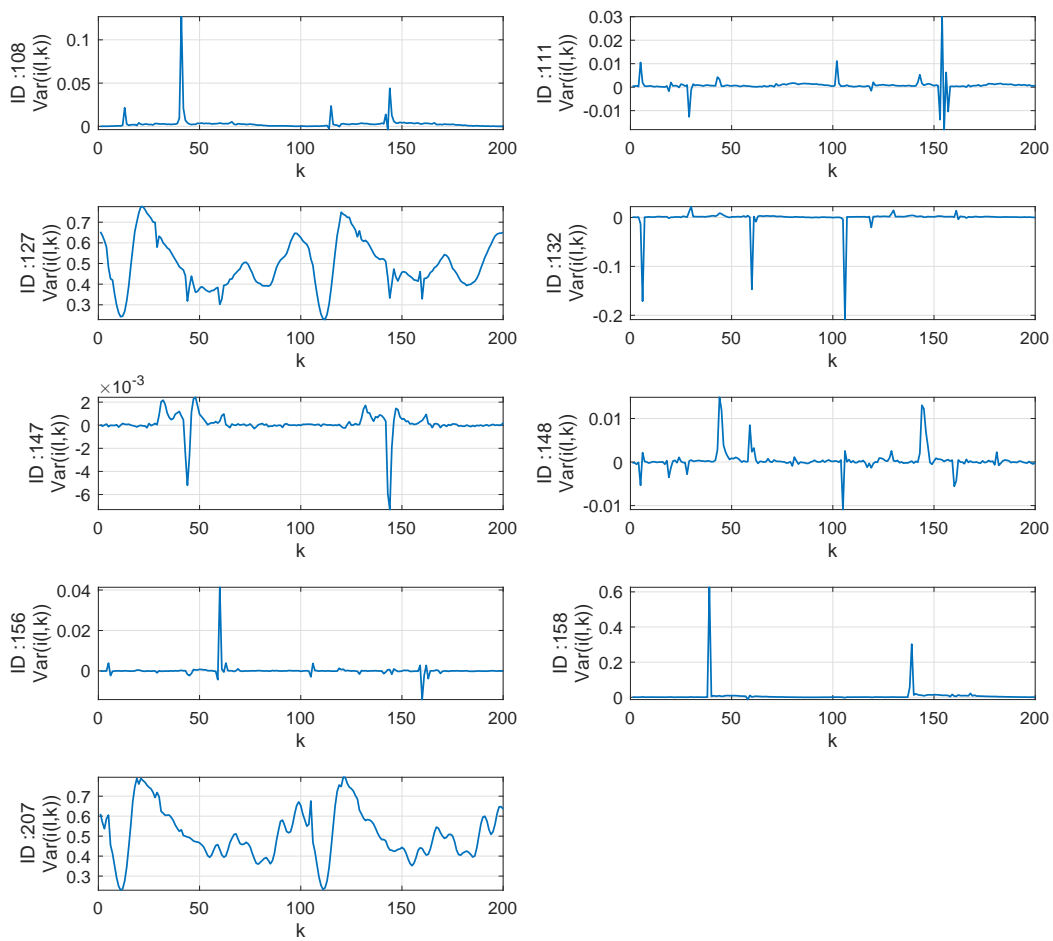 0.1
0.05
0
ID :108
Var(i(l,k))
0 50 100 150 200
k
0.03
0.02
0.01
0
-0.01
ID :111
Var(i(l,k))
0 50 100 150 200
k
0.7
0.6
0.5
0.4
0.3
ID :127
Var(i(l,k))
0 50 100 150 200
k
0
-0.1
-0.2
ID :132
Var(i(l,k))
0 50 100 150 200
k
×10-3
2
0
-2
-4
-6
ID :147
Var(i(l,k))
0 50 100 150 200
k
0.01
0
-0.01
ID :148
Var(i(l,k))
0 50 100 150 200
k
0.04
0.02
0
ID :156
Var(i(l,k))
0 50 100 150 200
k
0.6
0.4
0.2
0
ID :158
Var(i(l,k))
0 50 100 150 200
k
0.7
0.6
0.5
0.4
0.3
ID :207
Var(i(l,k))
0 50 100 150 200
k